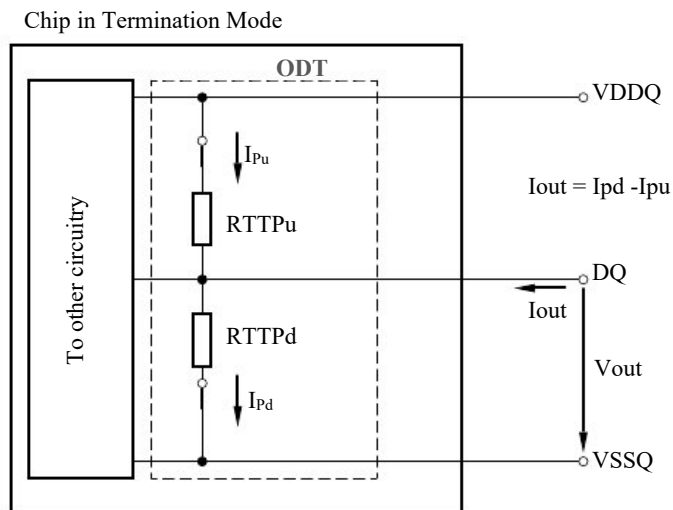 Chip in Termination Mode
ODT
VDDQ
IPu
Iout = Ipd -Ipu
RTTPu
To other circuitry
DQ
Iout
RTTPd
Vout
IPd
VSSQ